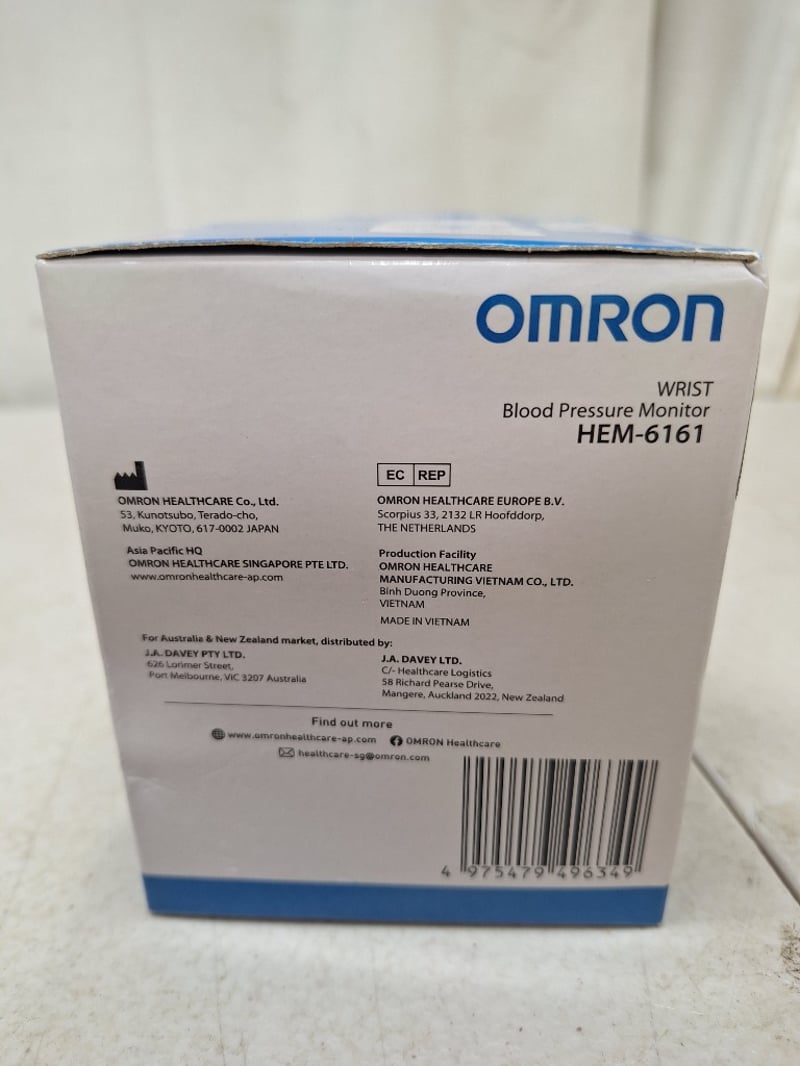 OMRON
WRIST
Blood Pressure Monitor
HEM-6161
OMRON HEALTHCARE Co., Ltd.
53, Kunotsubo, Terado-cho,
Muko, KYOTO, 617-0002 JAPAN
Asia Pacific HQ
OMRON HEALTHCARE SINGAPORE PTE LTD.
www.omronhealthcare-ap.com
EC REP
OMRON HEALTHCARE EUROPE B.V.
Scorpius 33, 2132 LR Hoofddorp,
THE NETHERLANDS
Production Facility
OMRON HEALTHCARE
MANUFACTURING VIETNAM CO., LTD.
Binh Duong Province,
VIETNAM
MADE IN VIETNAM
For Australia & New Zealand market, distributed by:
J.A. DAVEY PTY LTD.
626 Lorimer Street,
Port Melbourne, VIC 3207 Australia
J.A. DAVEY LTD.
C/- Healthcare Logistics
58 Richard Pearse Drive,
Mangere, Auckland 2022, New Zealand
Find out more
www.omronhealthcare-ap.com OMRON Healthcare
healthcare-sg@omron.com
4 975479 496349